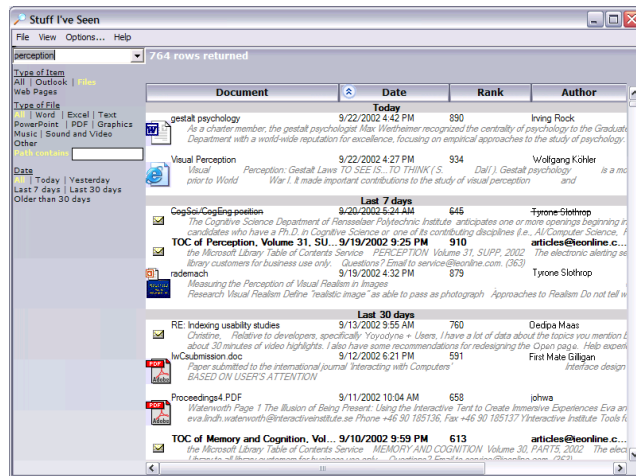 Stuff I've Seen
File View Options... Help
perception
764 rows returned
Type of Item
All | Outlook | Files
Web Pages
Type of File
All | Word | Excel | Text
PowerPoint | PDF | Graphics
Music | Sound and Video
Other
Path contains
Date
All | Today | Yesterday
Last 7 days | Last 30 days
Older than 30 days
Document Date Rank Author
Today
gestalt psychology 9/22/2002 4:42 PM 890 Irving Rock
As a charter member, the gestalt psychologist Max Wertheimer recognized the centrality of psychology to the Graduate
Department with a world-wide reputation for excellence, focusing on empirical approaches to the study of psychology.
Visual Perception 9/22/2002 4:27 PM 934 Wolfgang Köhler
Visual Perception: Gestalt Laws TO SEE IS...TO THINK ( S. Dalí ). Gestalt psychology is a mo
prior to World War I. It made important contributions to the study of visual perception and
Last 7 days
CogSci/CogEng position 9/20/2002 5:24 AM 645 Tyrone Slothrop
The Cognitive Science Department of Rensselaer Polytechnic Institute anticipates one or more openings beginning in
candidates who have a Ph.D. in Cognitive Science or one of its contributing disciplines (i.e., AI/Computer Science,
TOC of Perception, Volume 31, SU... 9/19/2002 9:25 PM 910 articles@ieonline.c
the Microsoft Library Table of Contents Service PERCEPTION Volume 31, SUPP, 2002 The electronic alerting se
library customers for business use only. Questions? Email to service@ieonline.com. (363)
rademach 9/19/2002 4:32 PM 879 Tyrone Slothrop
Measuring the Perception of Visual Realism in Images
Research Visual Realism Define "realistic image" as able to pass as photograph Approaches to Realism Do not tell w
Last 30 days
RE: Indexing usability studies 9/13/2002 9:55 AM 760 Oedipa Maas
Christine, Relative to developers, specifically Yoyodyne + Users, I have a lot of data about the topics you mention b
about 30 minutes of video highlights. I also have some recommendations for redesigning the Open page. Help experi
IwCsubmission.doc 9/12/2002 6:21 PM 591 First Mate Gilligan
Paper submitted to the international journal 'Interacting with Computers' Interface design
BASED ON USER'S ATTENTION
Proceedings4.PDF 9/11/2002 10:04 AM 658 johwa
Waterworth Page 1 The Illusion of Being Present: Using the Interactive Tent to Create Immersive Experiences Eva an
eva.lindh.waterworth@interactiveinstitute.se Phone +46 90 185136, Fax +46 90 185137 YInteractive Institute Tools fo
TOC of Memory and Cognition, Vol... 9/10/2002 9:59 PM 613 articles@ieonline.c
the Microsoft Library Table of Contents Service MEMORY AND COGNITION Volume 30, PART5, 2002 The elec